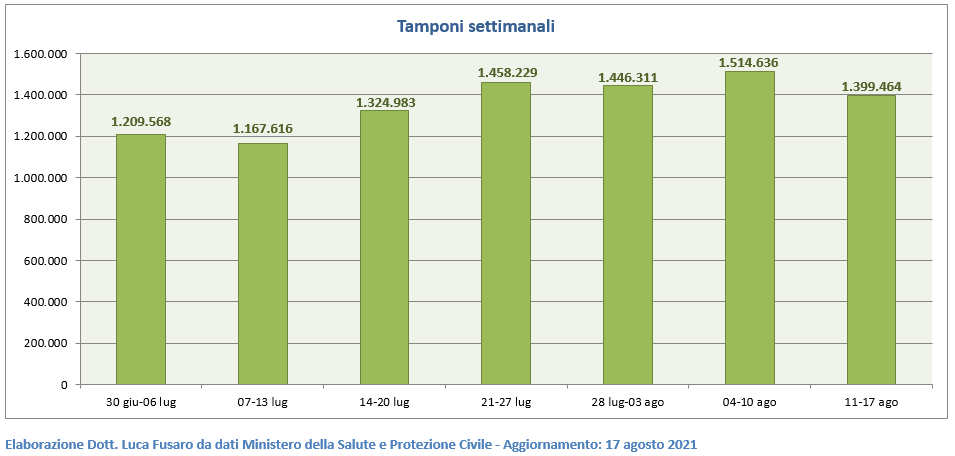 Tamponi settimanali
1.600.000
1.400.000
1.200.000
1.000.000
800.000
600.000
400.000
200.000
0
1.209.568
1.167.616
1.324.983
1.458.229
1.446.311
1.514.636
1.399.464
30 giu-06 lug
07-13 lug
14-20 lug
21-27 lug
28 lug-03 ago
04-10 ago
11-17 ago
Elaborazione Dott. Luca Fusaro da dati Ministero della Salute e Protezione Civile - Aggiornamento: 17 agosto 2021